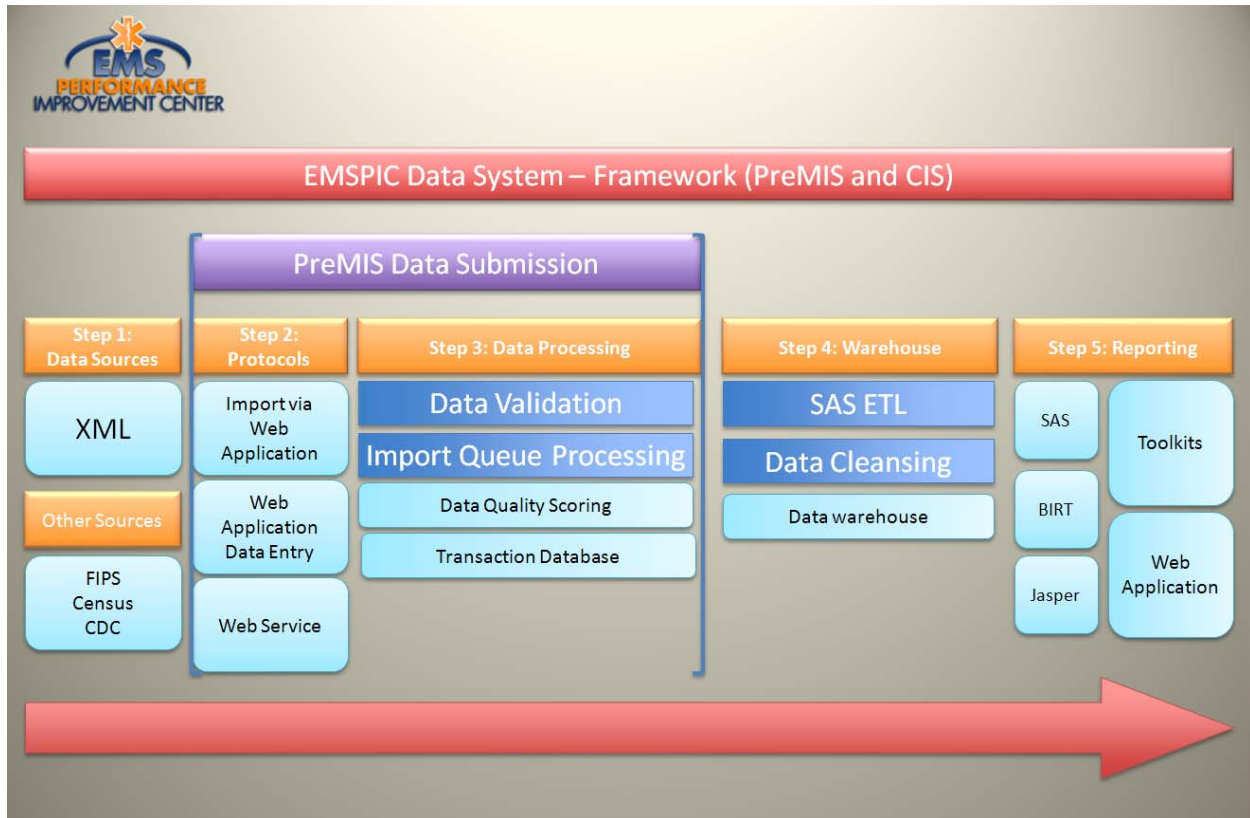 EMS
PERFORMANCE
IMPROVEMENT CENTER
EMSPIC Data System – Framework (PreMIS and CIS)
PreMIS Data Submission
Step 1:
Data Sources
XML
Other Sources
FIPS
Census
CDC
Step 2:
Protocols
Import via
Web
Application
Web
Application
Data Entry
Web Service
Step 3: Data Processing
Data Validation
Import Queue Processing
Data Quality Scoring
Transaction Database
Step 4: Warehouse
SAS ETL
Data Cleansing
Data warehouse
Step 5: Reporting
SAS
BIRT
Jasper
Toolkits
Web
Application